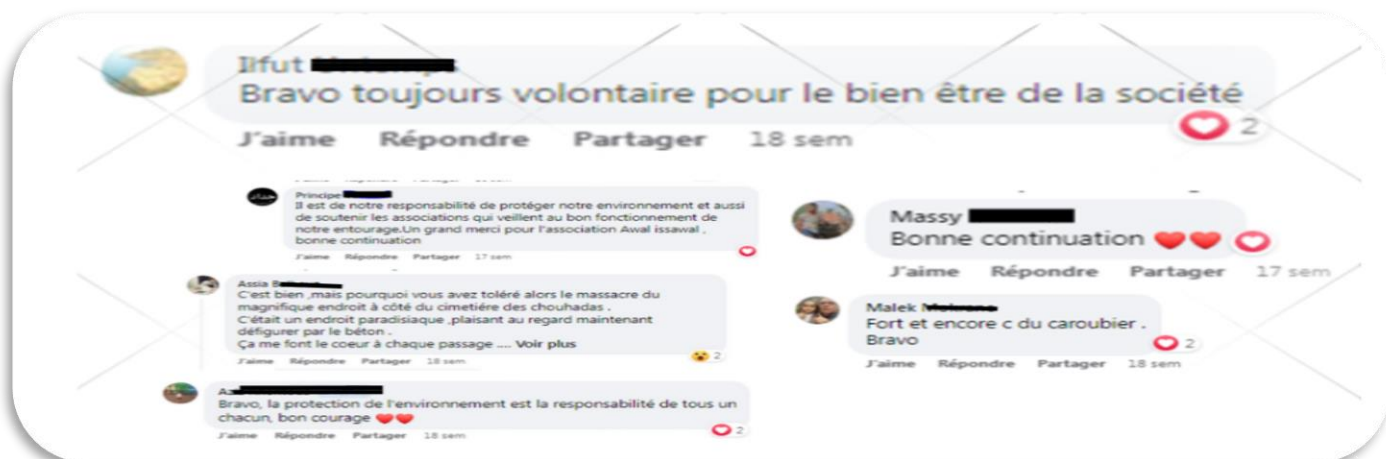 Ilfut
Bravo toujours volontaire pour le bien être de la société
2
J'aime Répondre Partager 18 sem
Principe
Il est de notre responsabilité de protéger notre environnement et aussi
de soutenir les associations qui veillent au bon fonctionnement de
notre entourage.Un grand merci pour l'association Awal issawal ,
bonne continuation
J'aime Répondre Partager 17 sem
Assia B
C'est bien ,mais pourquoi vous avez toléré alors le massacre du
magnifique endroit à côté du cimetiére des chouhadas .
C'était un endroit paradisiaque ,plaisant au regard maintenant
défigurer par le béton .
Ça me font le coeur à chaque passage .... Voir plus
J'aime Répondre Partager 18 sem
2
A
Bravo, la protection de l'environnement est la responsabilité de tous un
chacun, bon courage ❤️❤️
J'aime Répondre Partager 18 sem
2
Massy
Bonne continuation ❤️❤️
J'aime Répondre Partager 17 sem
Malek
Fort et encore c du caroubier .
Bravo
2
J'aime Répondre Partager 18 sem